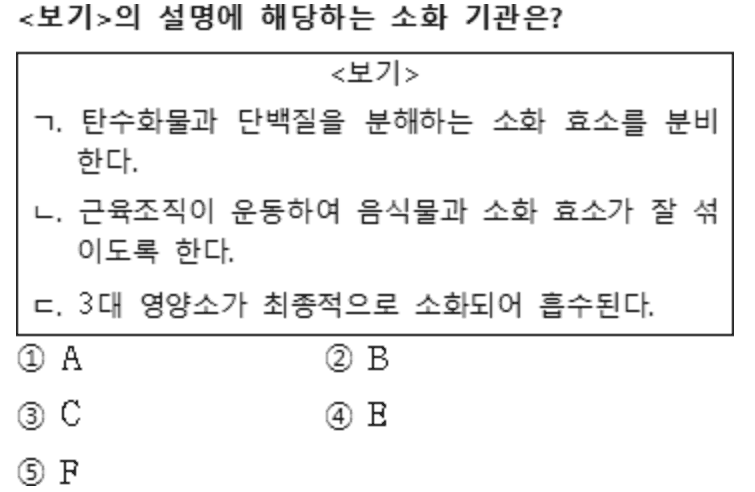 <보기>의 설명에 해당하는 소화 기관은?
<보기>
ㄱ. 탄수화물과 단백질을 분해하는 소화 효소를 분비
한다.
ㄴ. 근육조직이 운동하여 음식물과 소화 효소가 잘 섞
이도록 한다.
ㄷ. 3대 영양소가 최종적으로 소화되어 흡수된다.
① A ② B
③ C ④ E
⑤ F